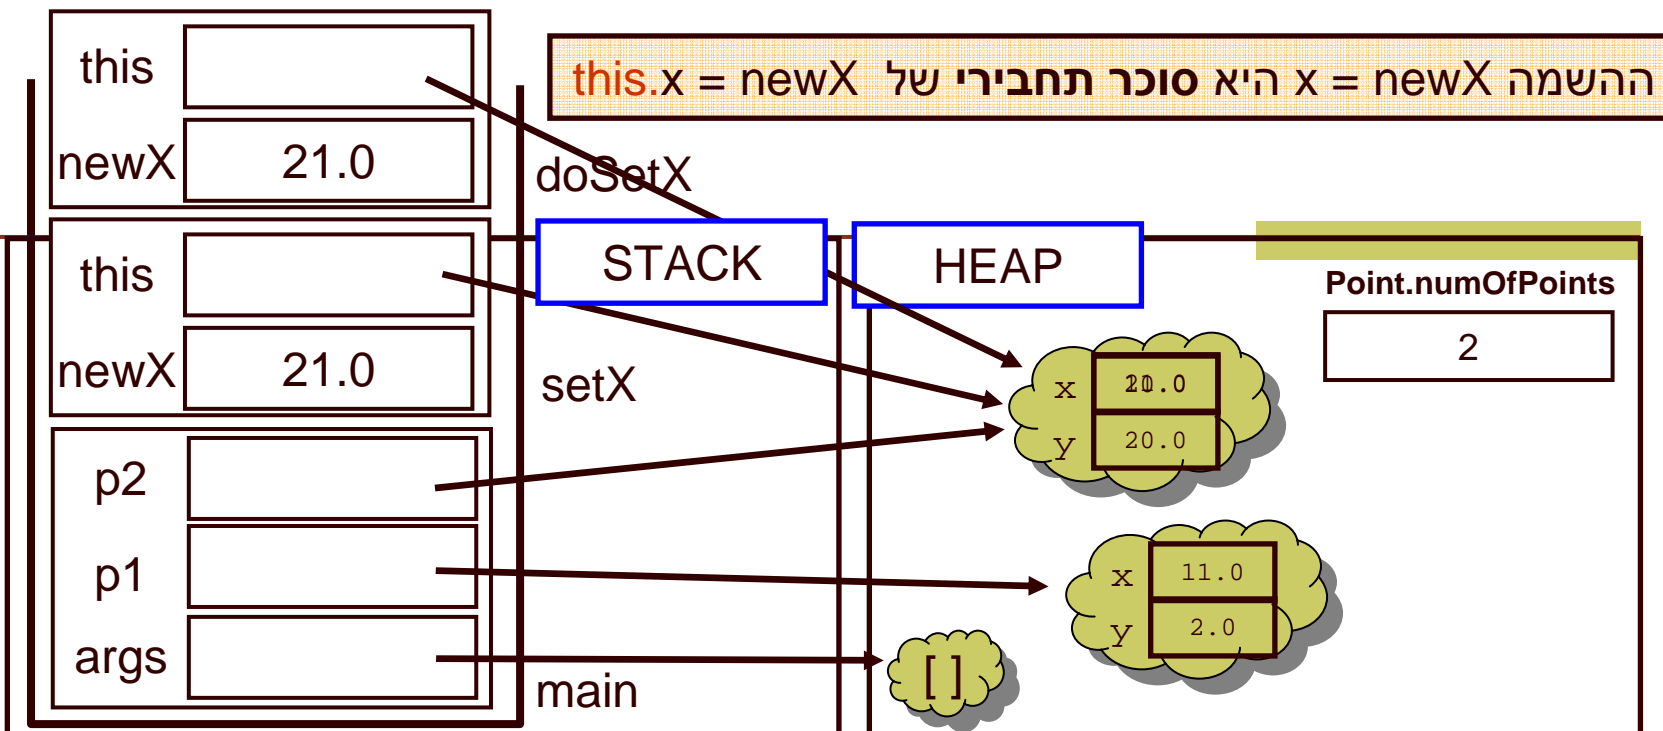 ההשמה x = newX היא סוכר תחבירי של this.x = newX
this
newX 21.0
doSetX
this
newX 21.0
setX
p2
p1
args
main
STACK
HEAP
Point.numOfPoints
2
x
y 20.0
x 11.0
y 2.0
[]